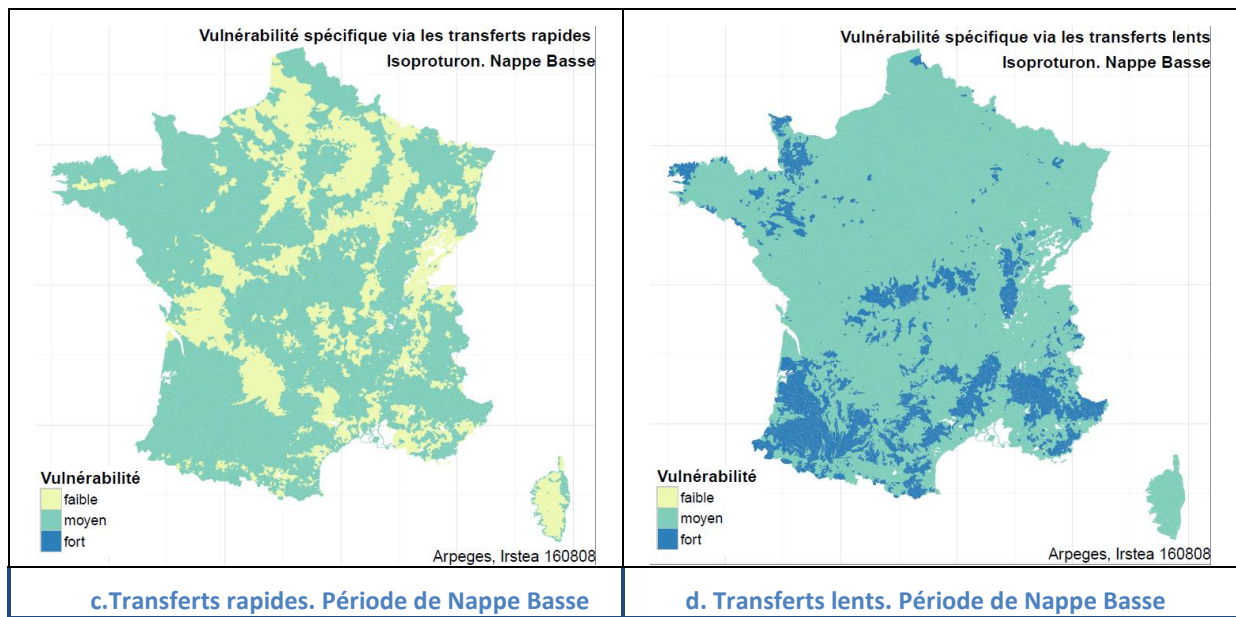 Vulnérabilité spécifique via les transferts rapides
Isoproturon. Nappe Basse
Vulnérabilité
faible
moyen
fort
Arpeges, Irstea 160808
c.Transferts rapides. Période de Nappe Basse
Vulnérabilité spécifique via les transferts lents
Isoproturon. Nappe Basse
Vulnérabilité
faible
moyen
fort
Arpeges, Irstea 160808
d. Transferts lents. Période de Nappe Basse